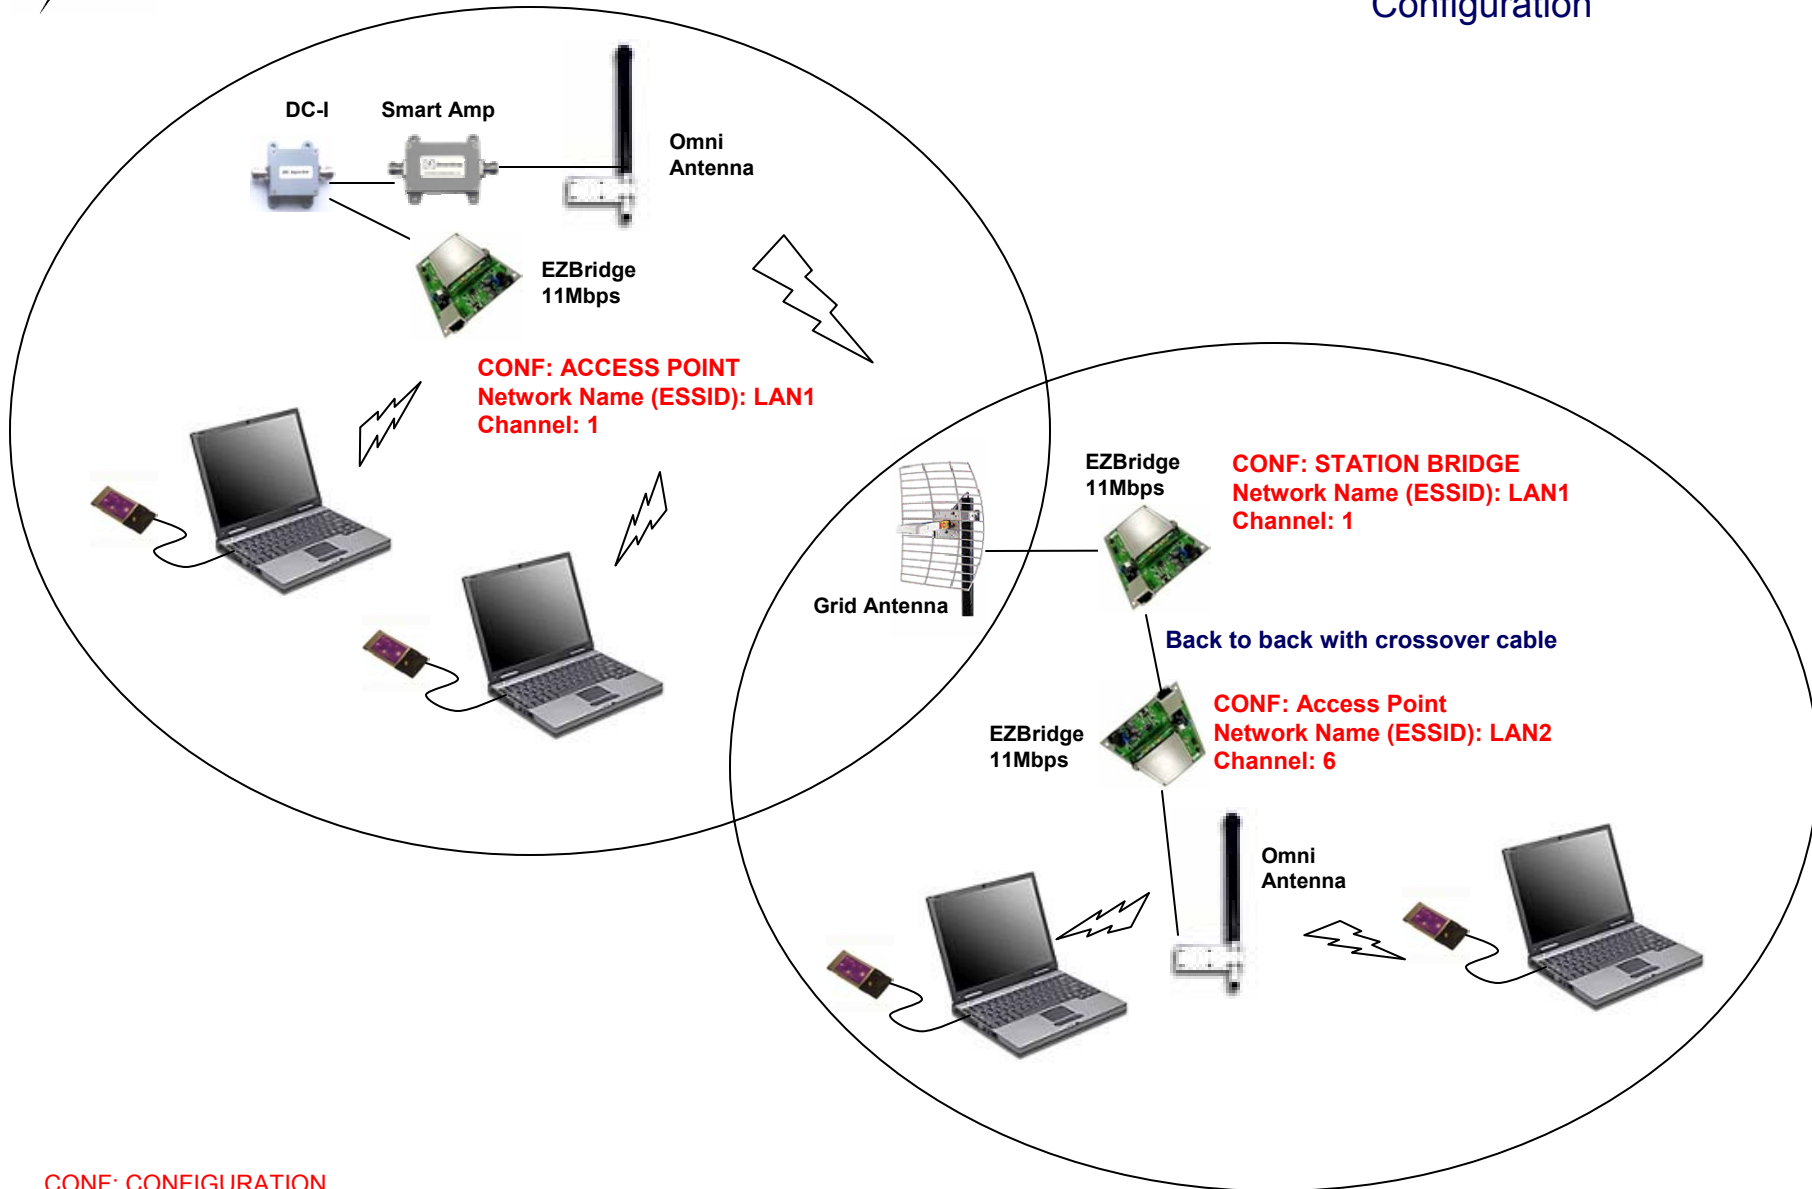 Configuration
DC-I
Smart Amp
Omni
Antenna
EZBridge
11Mbps
CONF: ACCESS POINT
Network Name (ESSID): LAN1
Channel: 1
EZBridge
11Mbps
CONF: STATION BRIDGE
Network Name (ESSID): LAN1
Channel: 1
Grid Antenna
Back to back with crossover cable
EZBridge
11Mbps
CONF: Access Point
Network Name (ESSID): LAN2
Channel: 6
Omni
Antenna
CONF: CONFIGURATION